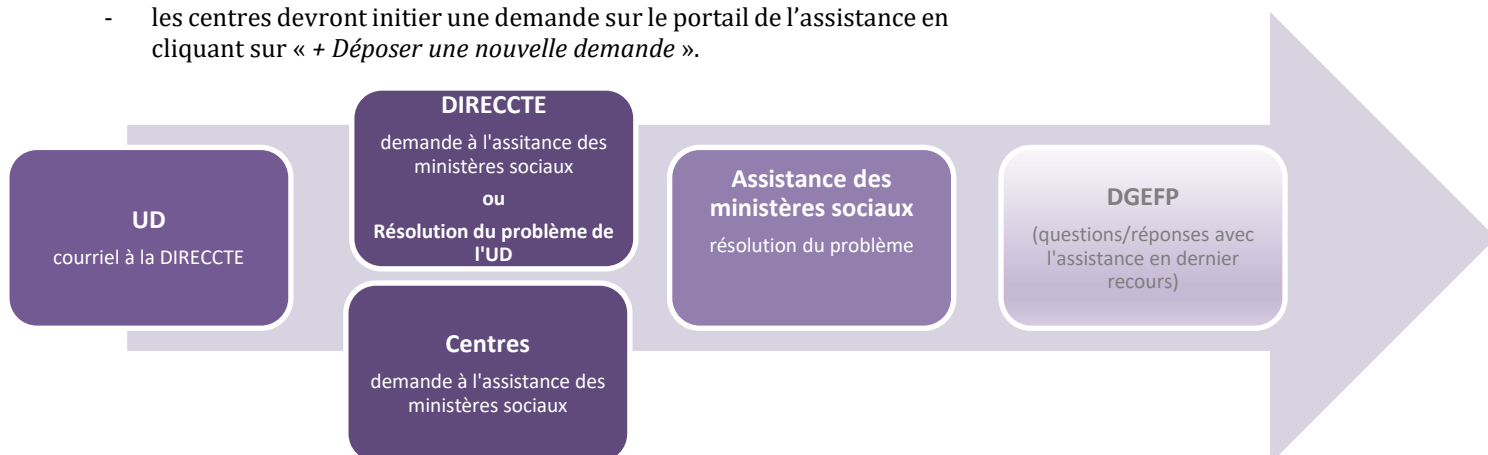 - les centres devront initier une demande sur le portail de l’assistance en
cliquant sur « + Déposer une nouvelle demande ».
UD
courriel à la DIRECCTE
DIRECCTE
demande à l'assitance des
ministères sociaux
ou
Résolution du problème de
l'UD
Centres
demande à l'assistance des
ministères sociaux
Assistance des
ministères sociaux
résolution du problème
DGEFP
(questions/réponses avec
l'assistance en dernier
recours)